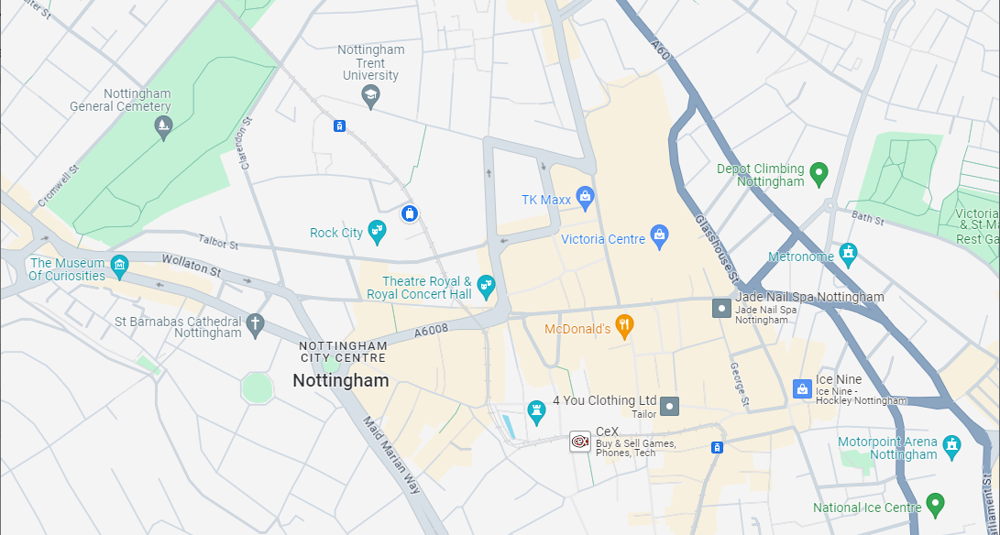 A60
Nottingham
Trent
University
Nottingham
General Cemetery
Clarendon St
Cromwell St
Depot Climbing
Nottingham
TK Maxx
Bath St
Victoria
& St Ma
Rest Ga
Rock City
Victoria Centre
Glasshouse St
Talbot St
Metronome
The Museum
Of Curiosities
Wollaton St
Theatre Royal &
Royal Concert Hall
Jade Nail Spa Nottingham
Jade Nail Spa
Nottingham
St Barnabas Cathedral
Nottingham
A6008
McDonald's
NOTTINGHAM
CITY CENTRE
Nottingham
George St
Ice Nine
Ice Nine -
Hockley Nottingham
4 You Clothing Ltd
Tailor
Maid Marian Way
CeX
Buy & Sell Games,
Phones, Tech
Motorpoint Arena
Nottingham
National Ice Centre